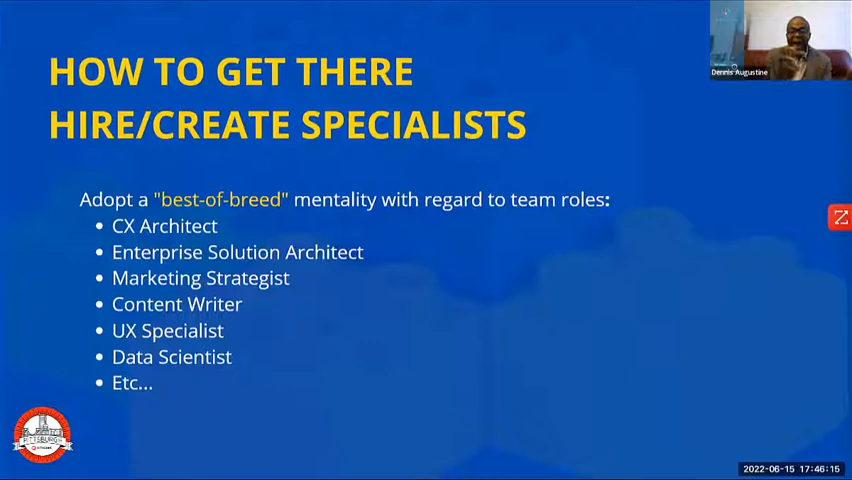 HOW TO GET THERE
HIRE/CREATE SPECIALISTS
Adopt a "best-of-breed" mentality with regard to team roles:
• CX Architect
• Enterprise Solution Architect
• Marketing Strategist
• Content Writer
• UX Specialist
• Data Scientist
• Etc...
Dennis Augustine
PITTSBURGH
2022-06-15 17:46:15